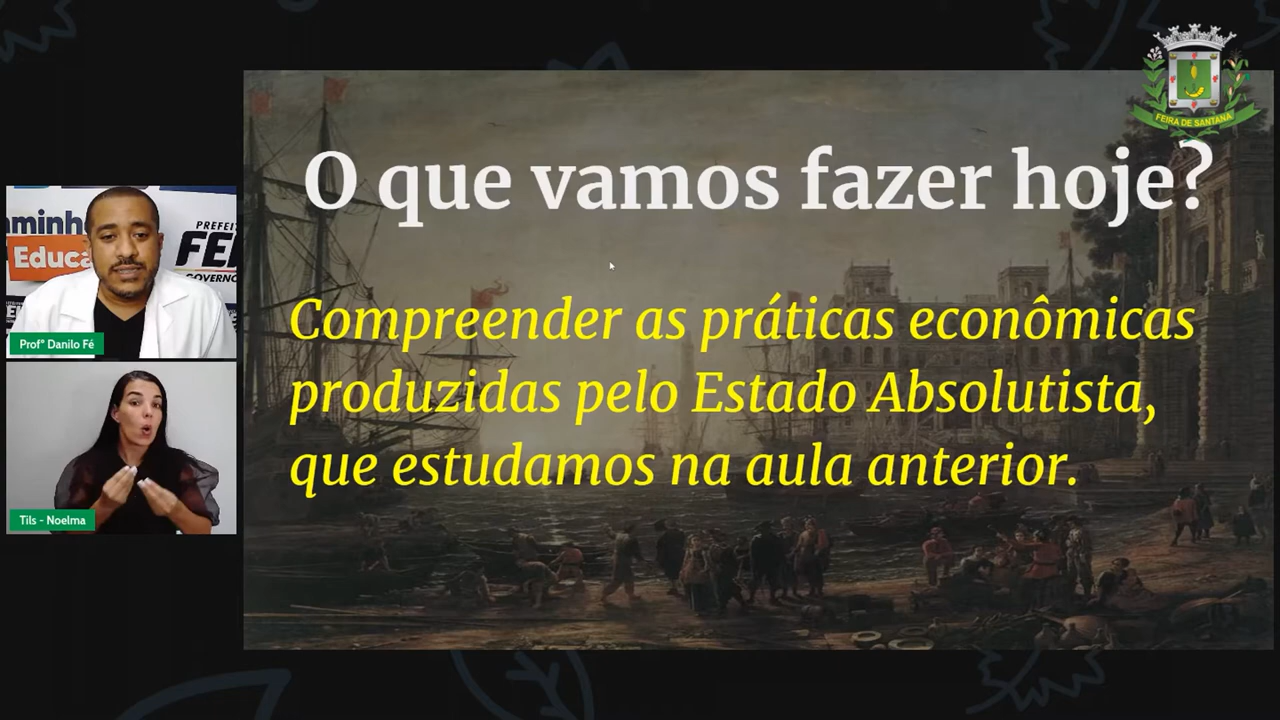 FEIRA DE SANTANA
O que vamos fazer hoje?
Compreender as práticas econômicas
produzidas pelo Estado Absolutista,
que estudamos na aula anterior.
Profº Danilo Fé
Tils - Noelma